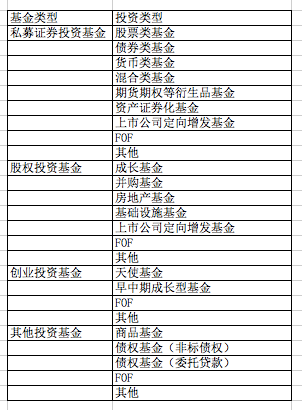 基金类型 投资类型
私募证券投资基金 股票类基金
债券类基金
货币类基金
混合类基金
期货期权等衍生品基金
资产证券化基金
上市公司定向增发基金
FOF
其他
股权投资基金 成长基金
并购基金
房地产基金
基础设施基金
上市公司定向增发基金
FOF
其他
创业投资基金 天使基金
早中期成长型基金
FOF
其他
其他投资基金 商品基金
债权基金（非标债权）
债权基金（委托贷款）
FOF
其他